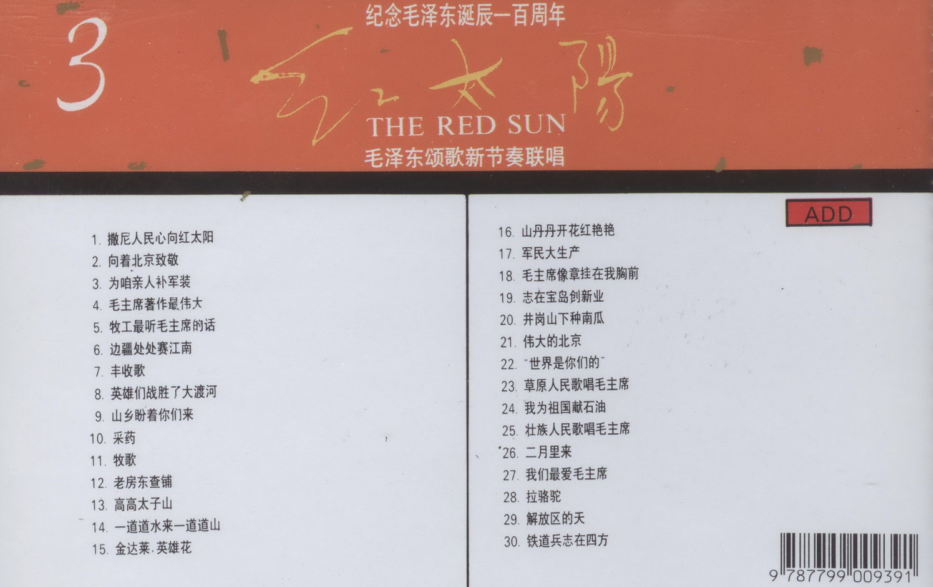 3
纪念毛泽东诞辰一百周年
红太陽
THE RED SUN
毛泽东颂歌新节奏联唱
1. 撒尼人民心向红太阳
2. 向着北京致敬
3. 为咱亲人补军装
4. 毛主席著作最伟大
5. 牧工最听毛主席的话
6. 边疆处处赛江南
7. 丰收歌
8. 英雄们战胜了大渡河
9. 山乡盼着你们来
10. 采药
11. 牧歌
12. 老房东查铺
13. 高高太子山
14. 一道道水来一道道山
15. 金达莱·英雄花
ADD
16. 山丹丹开花红艳艳
17. 军民大生产
18. 毛主席像章挂在我胸前
19. 志在宝岛创新业
20. 井岗山下种南瓜
21. 伟大的北京
22. “世界是你们的”
23. 草原人民歌唱毛主席
24. 我为祖国献石油
25. 壮族人民歌唱毛主席
26. 二月里来
27. 我们最爱毛主席
28. 拉骆驼
29. 解放区的天
30. 铁道兵志在四方
9 787799 009391